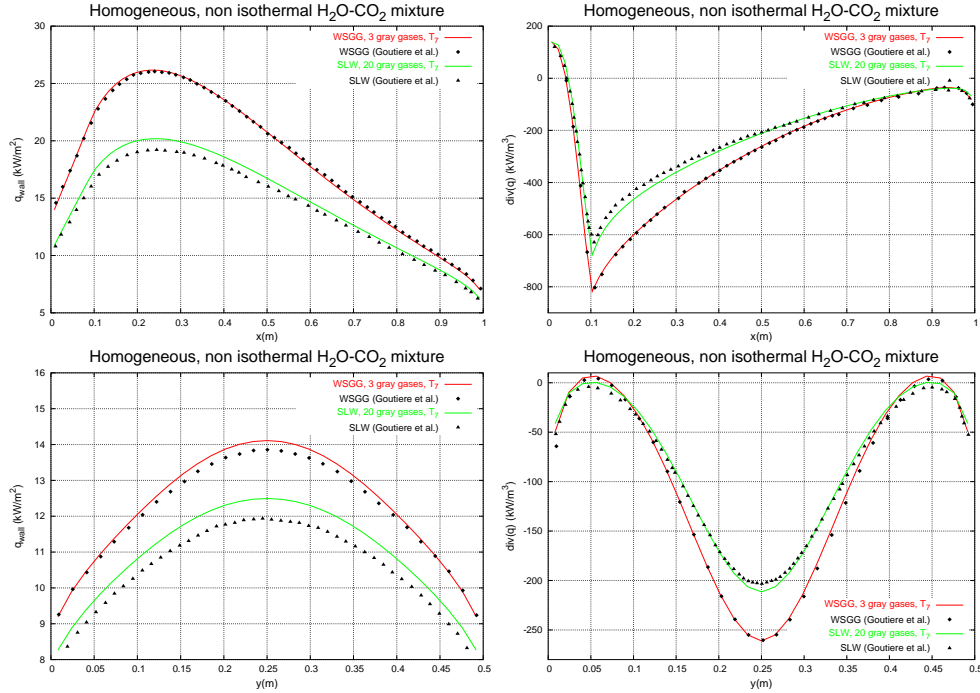 Homogeneous, non isothermal H₂O-CO₂ mixture
WSGG, 3 gray gases, T₇
WSGG (Goutiere et al.)
SLW, 20 gray gases, T₇
SLW (Goutiere et al.)
q_wall (kW/m²)
30
25
20
15
10
5
0 0.1 0.2 0.3 0.4 0.5 0.6 0.7 0.8 0.9 1
x(m)
Homogeneous, non isothermal H₂O-CO₂ mixture
WSGG, 3 gray gases, T₇
WSGG (Goutiere et al.)
SLW, 20 gray gases, T₇
SLW (Goutiere et al.)
div(q) (kW/m³)
200
0
-200
-400
-600
-800
0 0.1 0.2 0.3 0.4 0.5 0.6 0.7 0.8 0.9 1
x(m)
Homogeneous, non isothermal H₂O-CO₂ mixture
WSGG, 3 gray gases, T₇
WSGG (Goutiere et al.)
SLW, 20 gray gases, T₇
SLW (Goutiere et al.)
q_wall (kW/m²)
16
15
14
13
12
11
10
9
8
0 0.05 0.1 0.15 0.2 0.25 0.3 0.35 0.4 0.45 0.5
y(m)
Homogeneous, non isothermal H₂O-CO₂ mixture
div(q) (kW/m³)
0
-50
-100
-150
-200
-250
WSGG, 3 gray gases, T₇
WSGG (Goutiere et al.)
SLW, 20 gray gases, T₇
SLW (Goutiere et al.)
0 0.05 0.1 0.15 0.2 0.25 0.3 0.35 0.4 0.45 0.5
y(m)